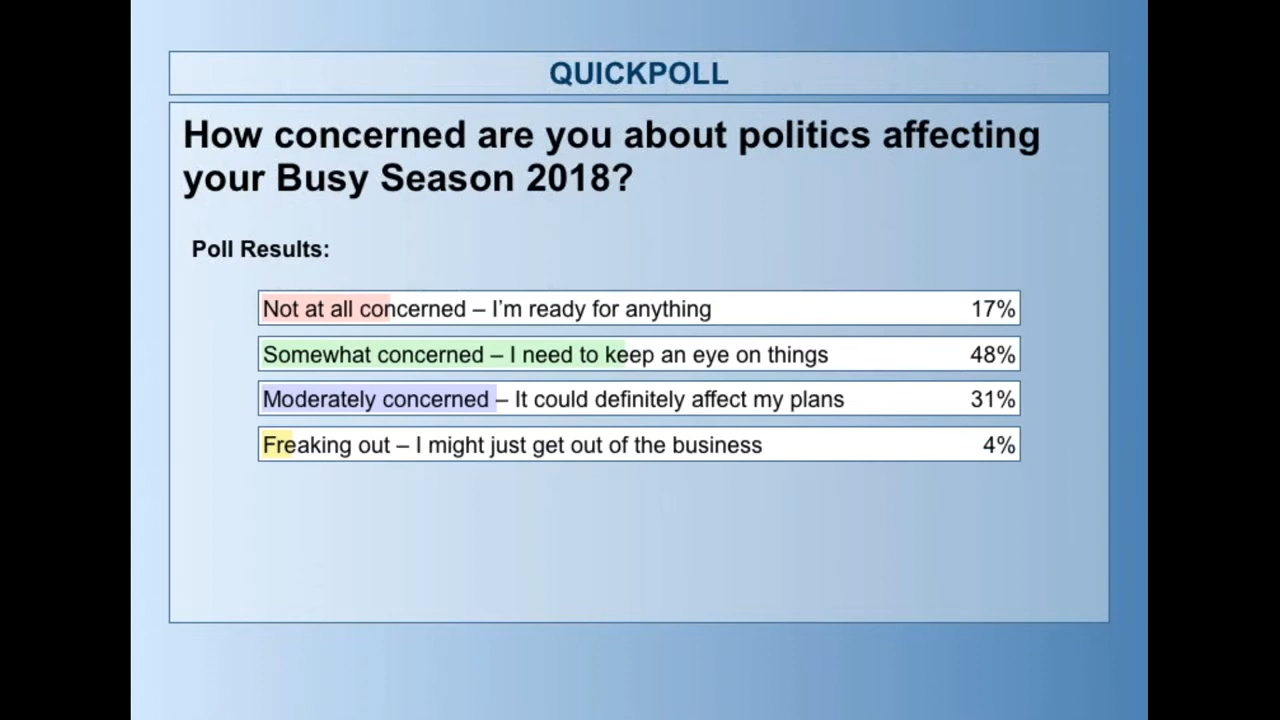 QUICKPOLL
How concerned are you about politics affecting
your Busy Season 2018?
Poll Results:
Not at all concerned – I’m ready for anything 17%
Somewhat concerned – I need to keep an eye on things 48%
Moderately concerned – It could definitely affect my plans 31%
Freaking out – I might just get out of the business 4%